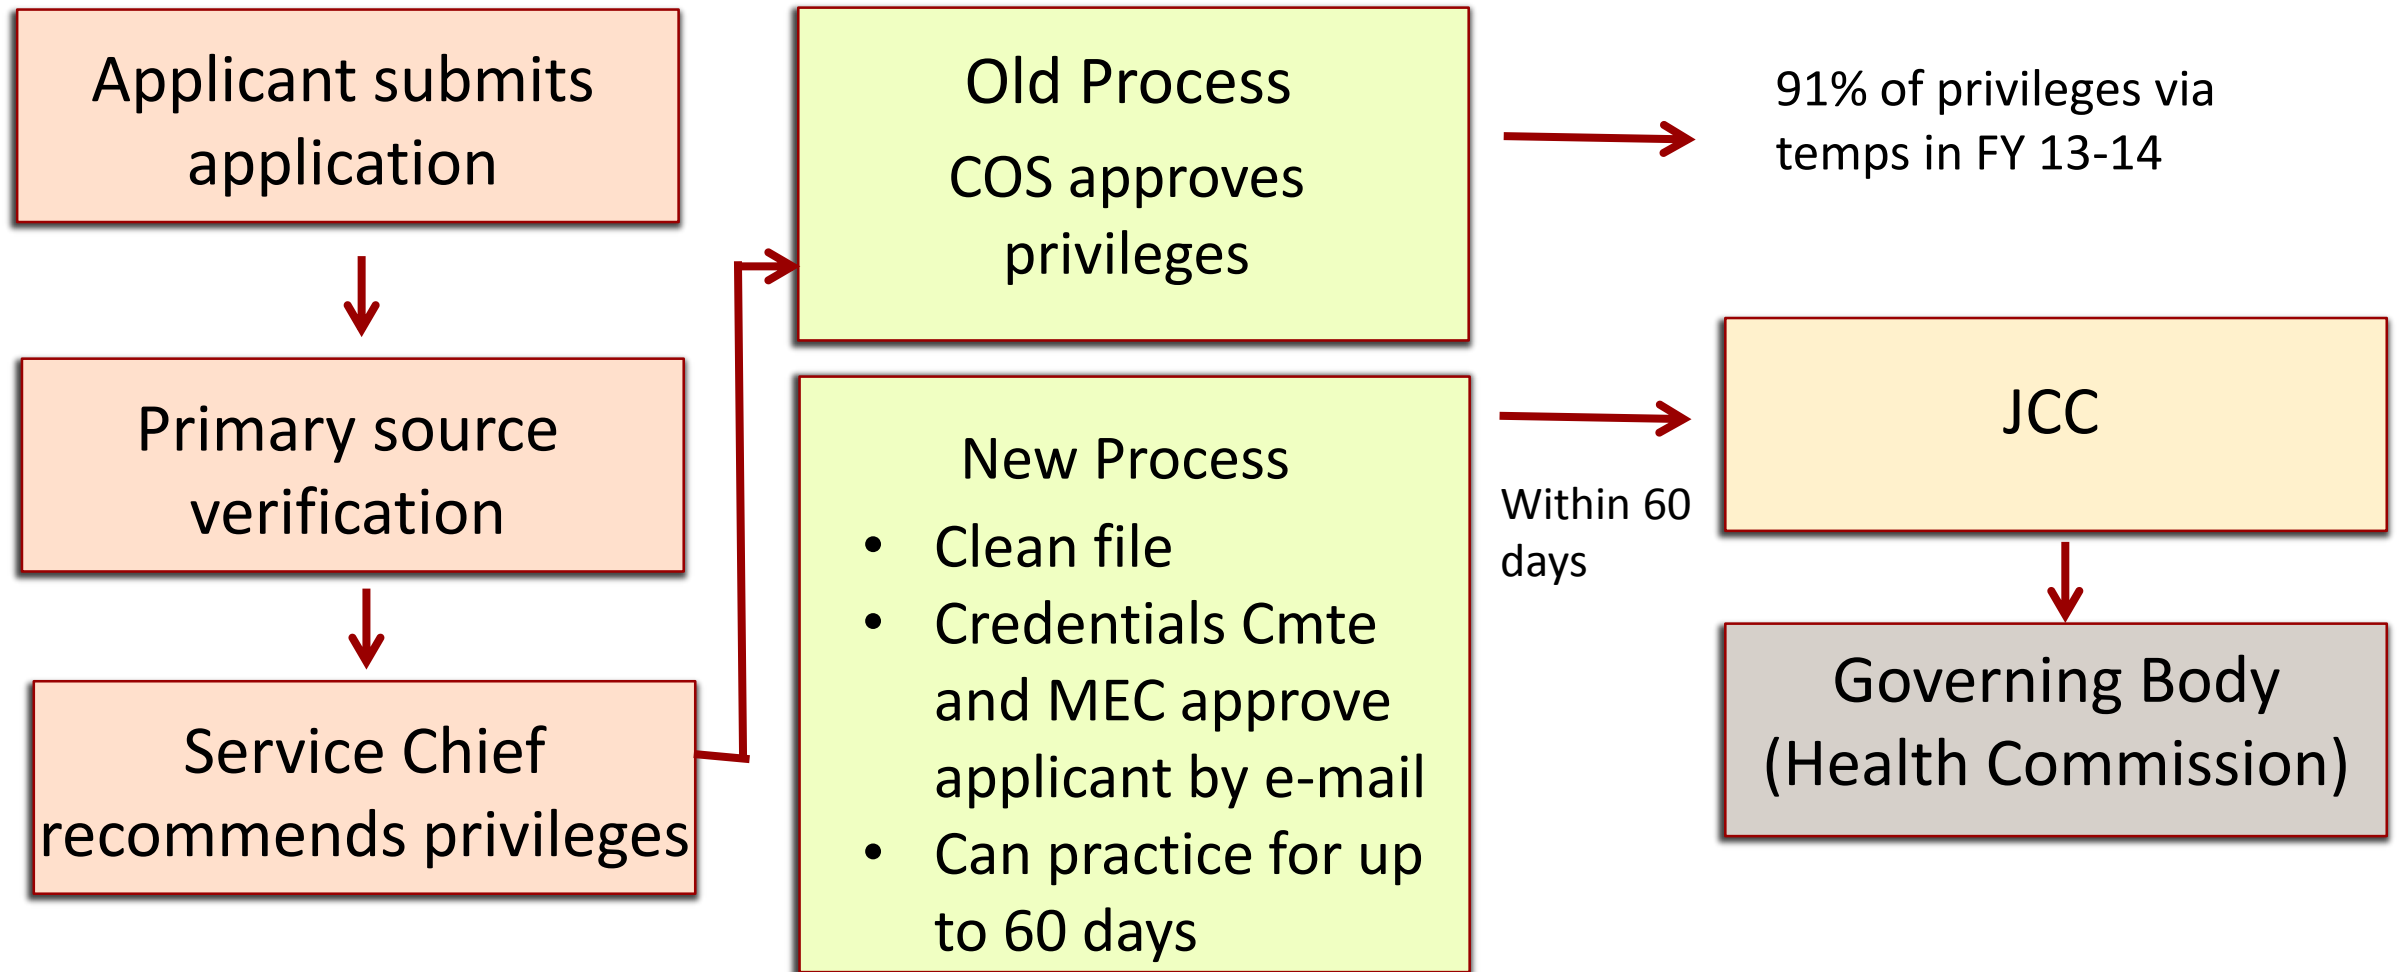 Applicant submits
application
Primary source
verification
Service Chief
recommends privileges
Old Process
COS approves
privileges
91% of privileges via
temps in FY 13-14
New Process
• Clean file
• Credentials Cmte
and MEC approve
applicant by e-mail
• Can practice for up
to 60 days
Within 60
days
JCC
Governing Body
(Health Commission)